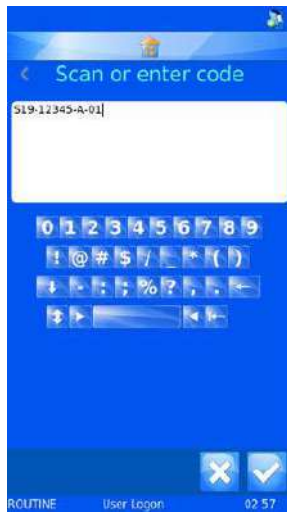 Scan or enter code
S19-12345-A-01
0 1 2 3 4 5 6 7 8 9
! @ # $ / _ * ( )
↓ - : ; % ? , . ←
ROUTINE User Logon 02 57